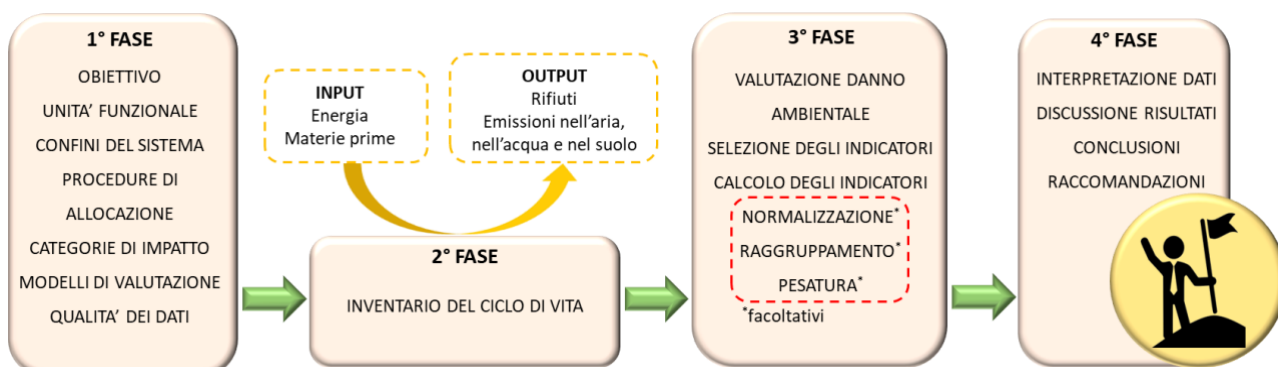 1° FASE
OBIETTIVO
UNITA’ FUNZIONALE
CONFINI DEL SISTEMA
PROCEDURE DI
ALLOCAZIONE
CATEGORIE DI IMPATTO
MODELLI DI VALUTAZIONE
QUALITA’ DEI DATI
INPUT
Energia
Materie prime
OUTPUT
Rifiuti
Emissioni nell’aria,
nell’acqua e nel suolo
2° FASE
INVENTARIO DEL CICLO DI VITA
3° FASE
VALUTAZIONE DANNO
AMBIENTALE
SELEZIONE DEGLI INDICATORI
CALCOLO DEGLI INDICATORI
NORMALIZZAZIONE*
RAGGRUPPAMENTO*
PESATURA*
*facoltativi
4° FASE
INTERPRETAZIONE DATI
DISCUSSIONE RISULTATI
CONCLUSIONI
RACCOMANDAZIONI